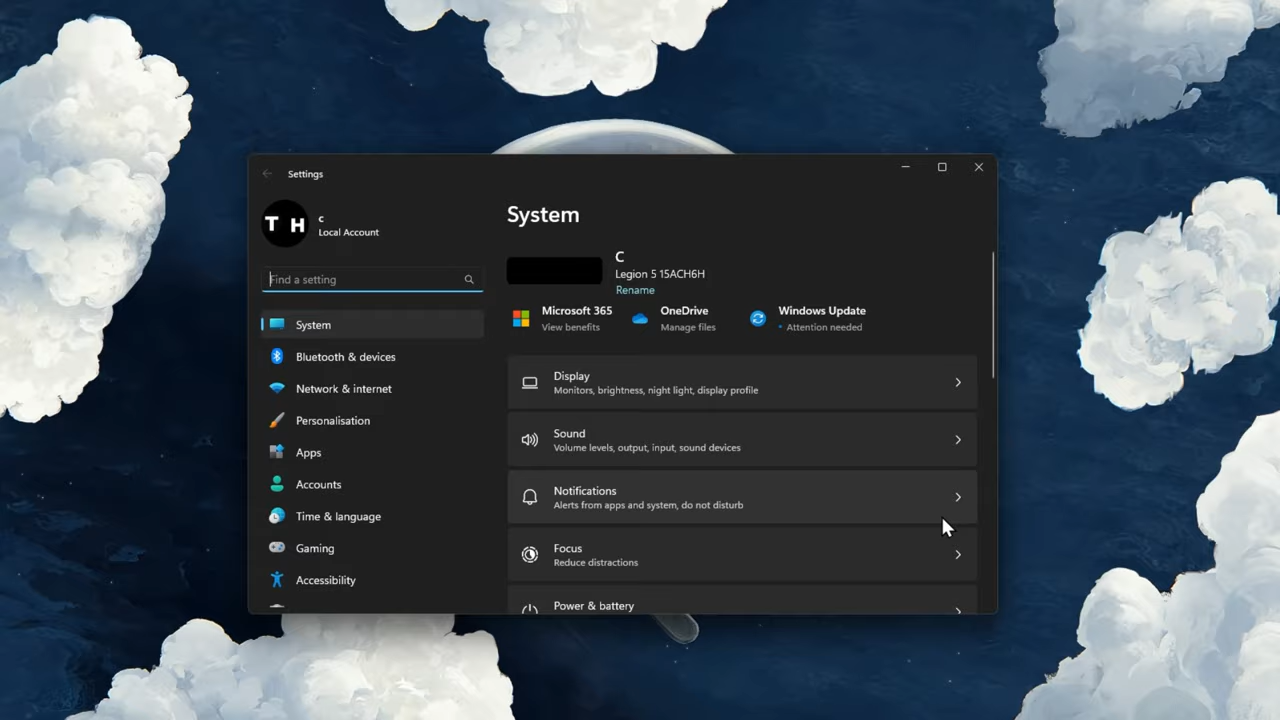 Settings
T H
c
Local Account
Find a setting
System
Bluetooth & devices
Network & internet
Personalisation
Apps
Accounts
Time & language
Gaming
Accessibility
System
C
Legion 5 15ACH6H
Rename
Microsoft 365
View benefits
OneDrive
Manage files
Windows Update
• Attention needed
Display
Monitors, brightness, night light, display profile
Sound
Volume levels, output, input, sound devices
Notifications
Alerts from apps and system, do not disturb
Focus
Reduce distractions
Power & battery